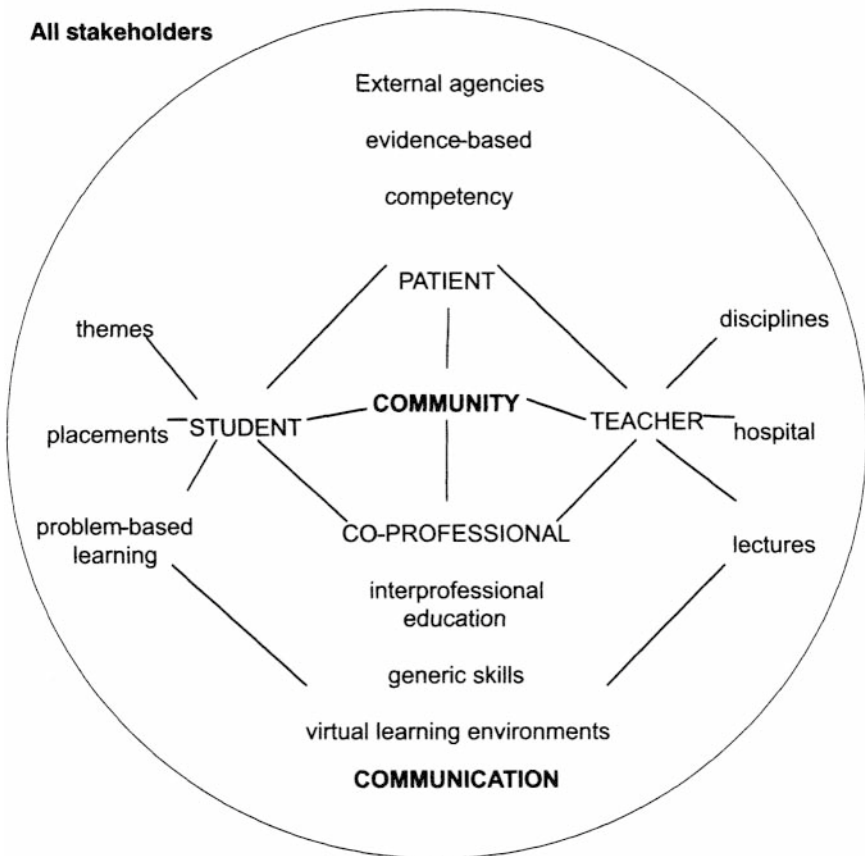 All stakeholders
External agencies
evidence-based
competency
PATIENT
themes
disciplines
COMMUNITY
STUDENT
TEACHER
placements
hospital
problem-based
learning
CO-PROFESSIONAL
lectures
interprofessional
education
generic skills
virtual learning environments
COMMUNICATION